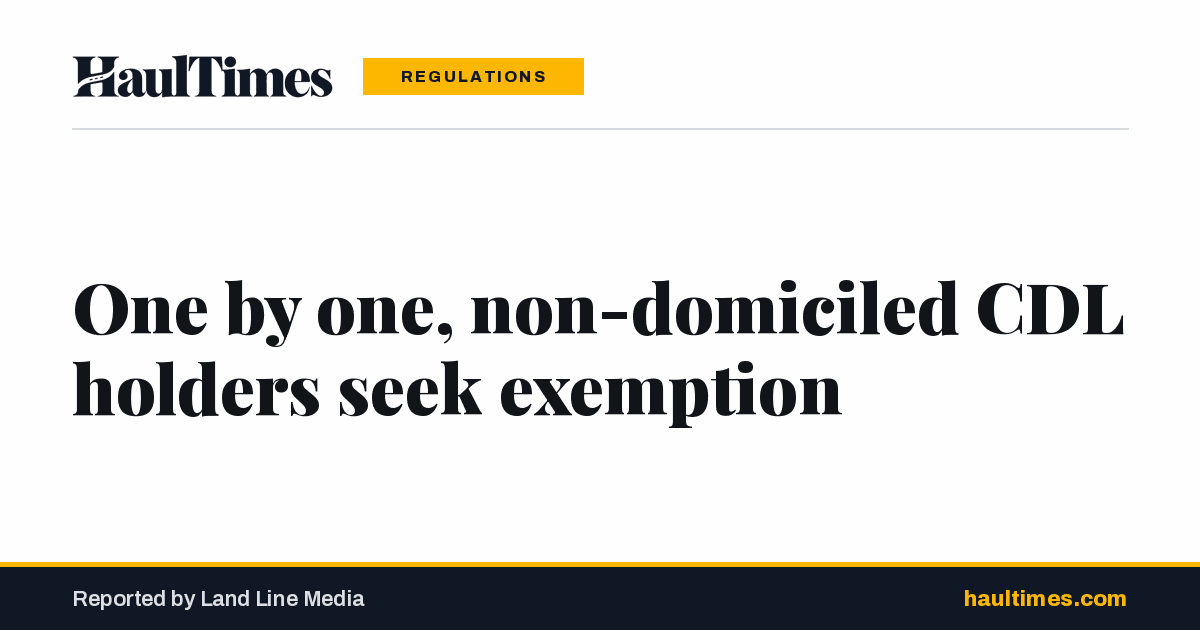 HaulTimes
REGULATIONS
One by one, non-domiciled CDL
holders seek exemption
Reported by Land Line Media
haultimes.com